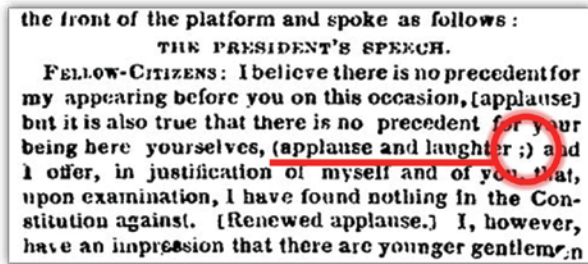 the front of the platform and spoke as follows :
THE PRESIDENT'S SPEECH.
FELLOW-CITIZENS : I believe there is no precedent for
my appearing before you on this occasion, [applause]
but it is also true that there is no precedent for your
being here yourselves, (applause and laughter ;) and
I offer, in justification of myself and of you, that,
upon examination, I have found nothing in the Con-
stitution against. [Renewed applause.] I, however,
have an impression that there are younger gentlemen